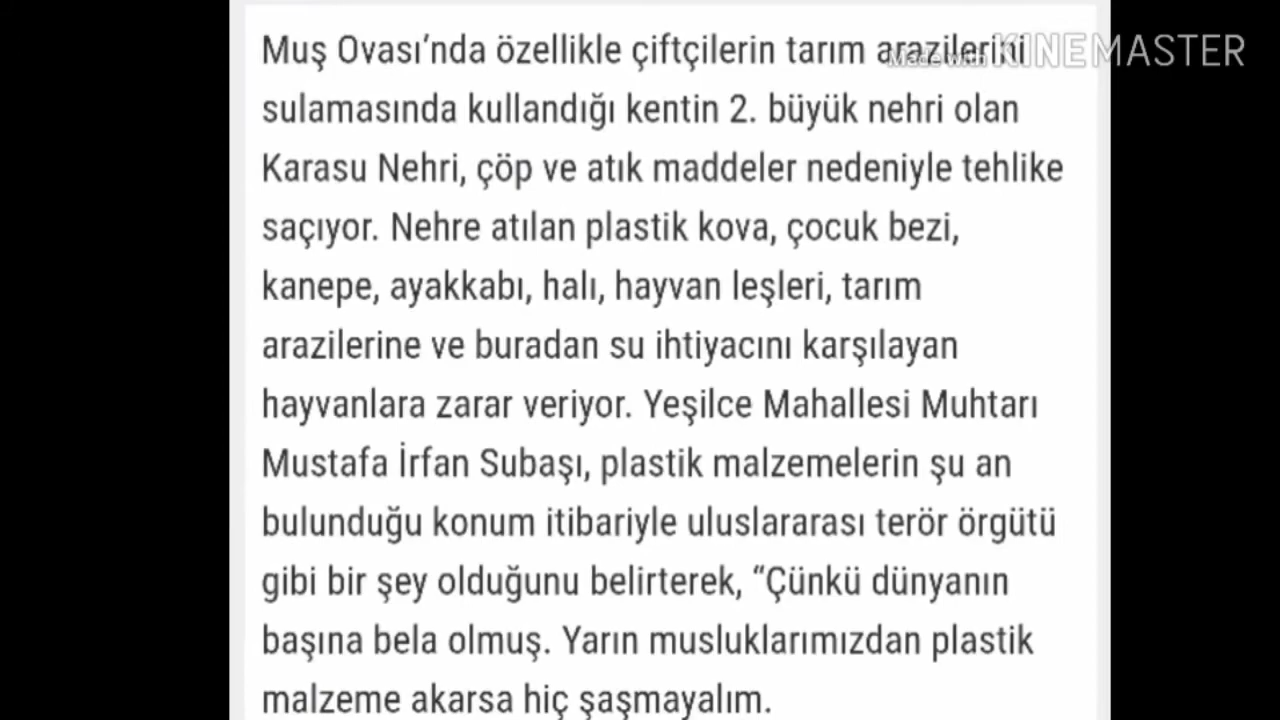 Muş Ovası’nda özellikle çiftçilerin tarım arazilerini
Made with KINEMASTER
sulamasında kullandığı kentin 2. büyük nehri olan
Karasu Nehri, çöp ve atık maddeler nedeniyle tehlike
saçıyor. Nehre atılan plastik kova, çocuk bezi,
kanepe, ayakkabı, halı, hayvan leşleri, tarım
arazilerine ve buradan su ihtiyacını karşılayan
hayvanlara zarar veriyor. Yeşilce Mahallesi Muhtarı
Mustafa İrfan Subaşı, plastik malzemelerin şu an
bulunduğu konum itibariyle uluslararası terör örgütü
gibi bir şey olduğunu belirterek, “Çünkü dünyanın
başına bela olmuş. Yarın musluklarımızdan plastik
malzeme akarsa hiç şaşmayalım.